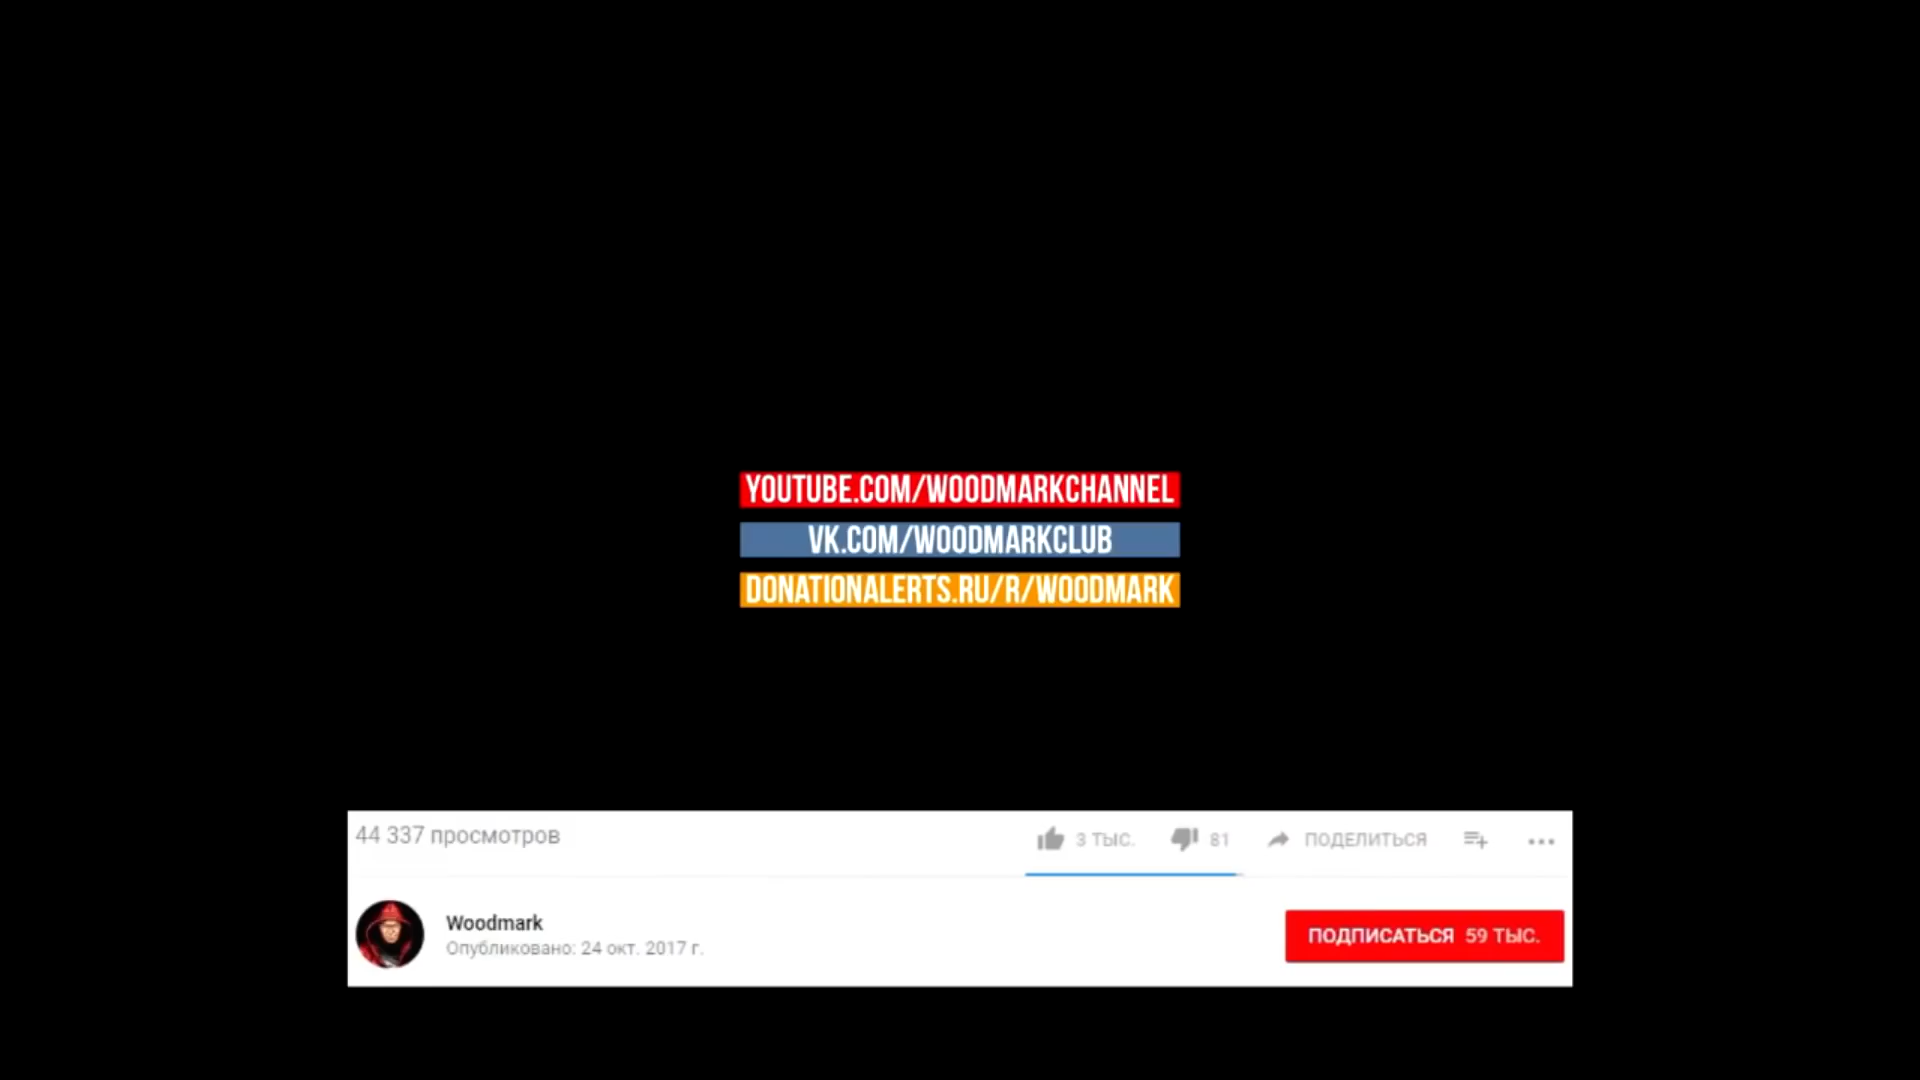 YOUTUBE.COM/WOODMARKCHANNEL
VK.COM/WOODMARKCLUB
DONATIONALERTS.RU/R/WOODMARK
44 337 просмотров
3 ТЫС.
81
ПОДЕЛИТЬСЯ
Woodmark
Опубликовано: 24 окт. 2017 г.
ПОДПИСАТЬСЯ 59 ТЫС.